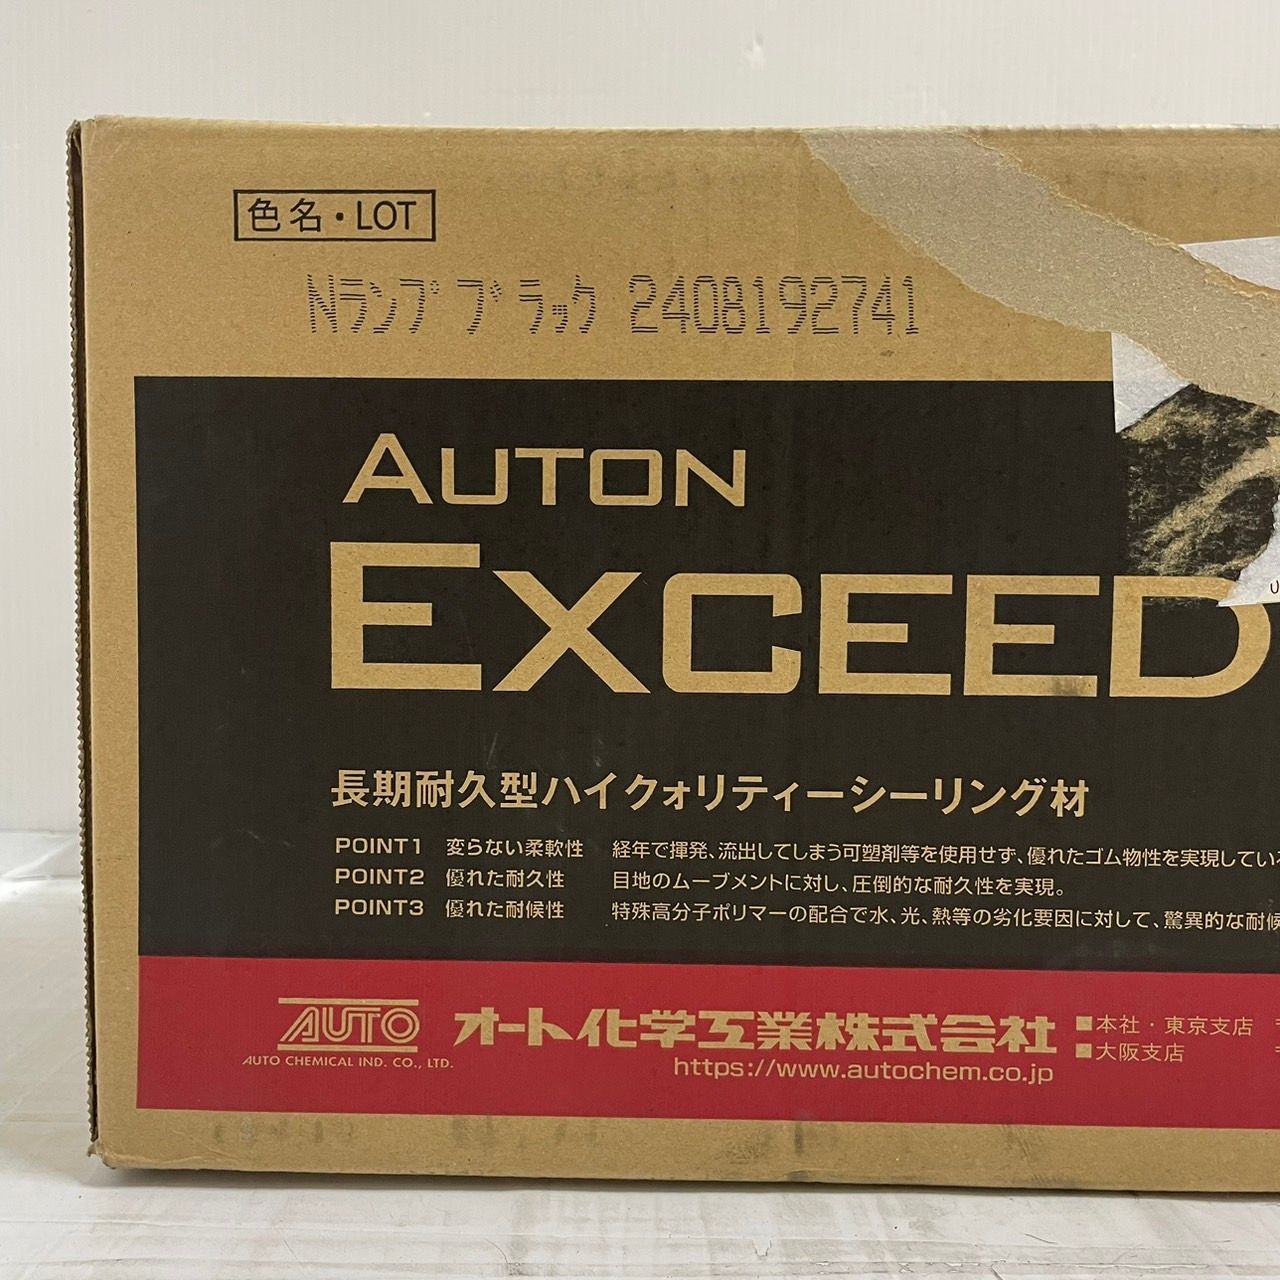 色名・LOT
Nランプ ブラック 2408192741
AUTON
EXCEED
長期耐久型ハイクォリティーシーリング材
POINT1 変らない柔軟性 経年で揮発、流出してしまう可塑剤等を使用せず、優れたゴム物性を実現してい
POINT2 優れた耐久性 目地のムーブメントに対し、圧倒的な耐久性を実現。
POINT3 優れた耐候性 特殊高分子ポリマーの配合で水、光、熱等の劣化要因に対して、驚異的な耐候
AUTO
AUTO CHEMICAL IND. CO., LTD.
オート化学工業株式会社
https://www.autochem.co.jp
■本社・東京支店
■大阪支店